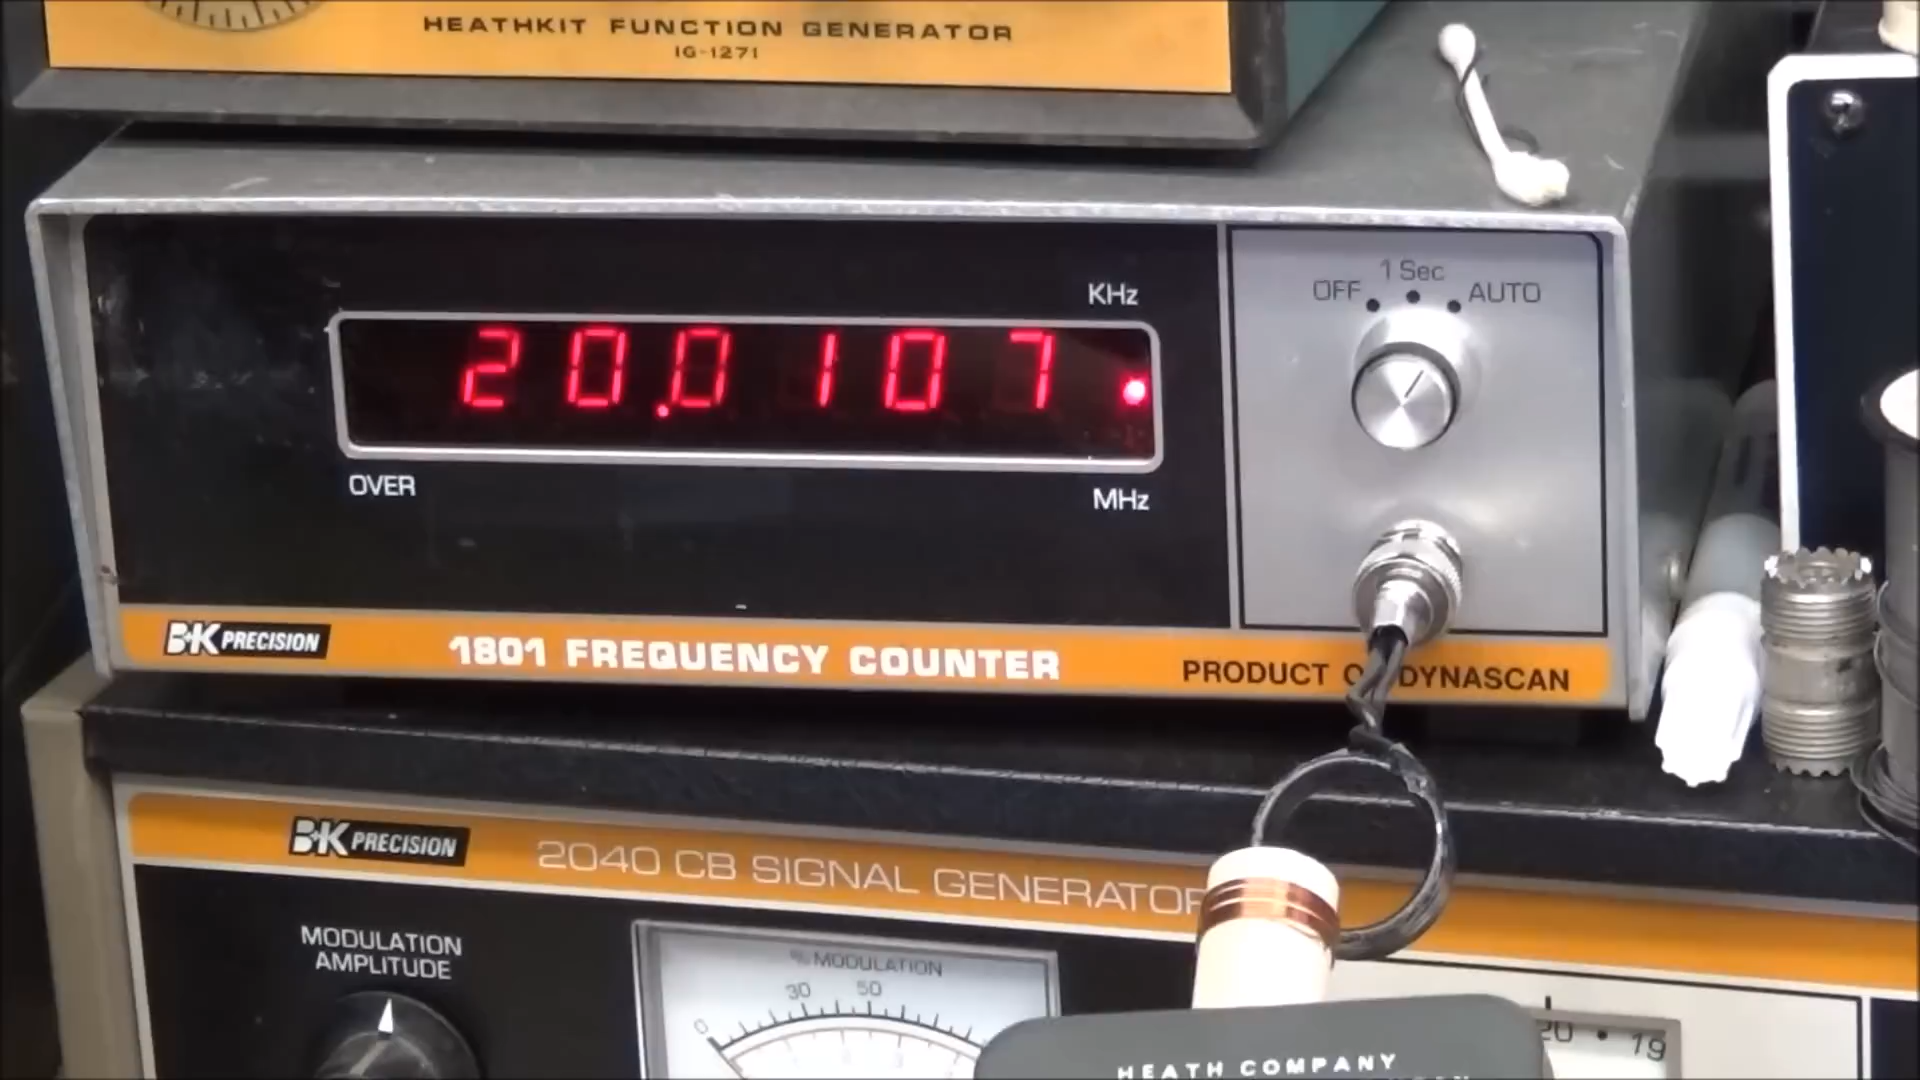 HEATHKIT FUNCTION GENERATOR
IG-1271
KHz
20.0107
OVER
MHz
OFF
1 Sec
AUTO
B+K PRECISION
1801 FREQUENCY COUNTER
PRODUCT O DYNASCAN
B+K PRECISION
2040 CB SIGNAL GENERATOR
MODULATION
AMPLITUDE
% MODULATION
0 30 50
20 • 19
HEATH COMPANY